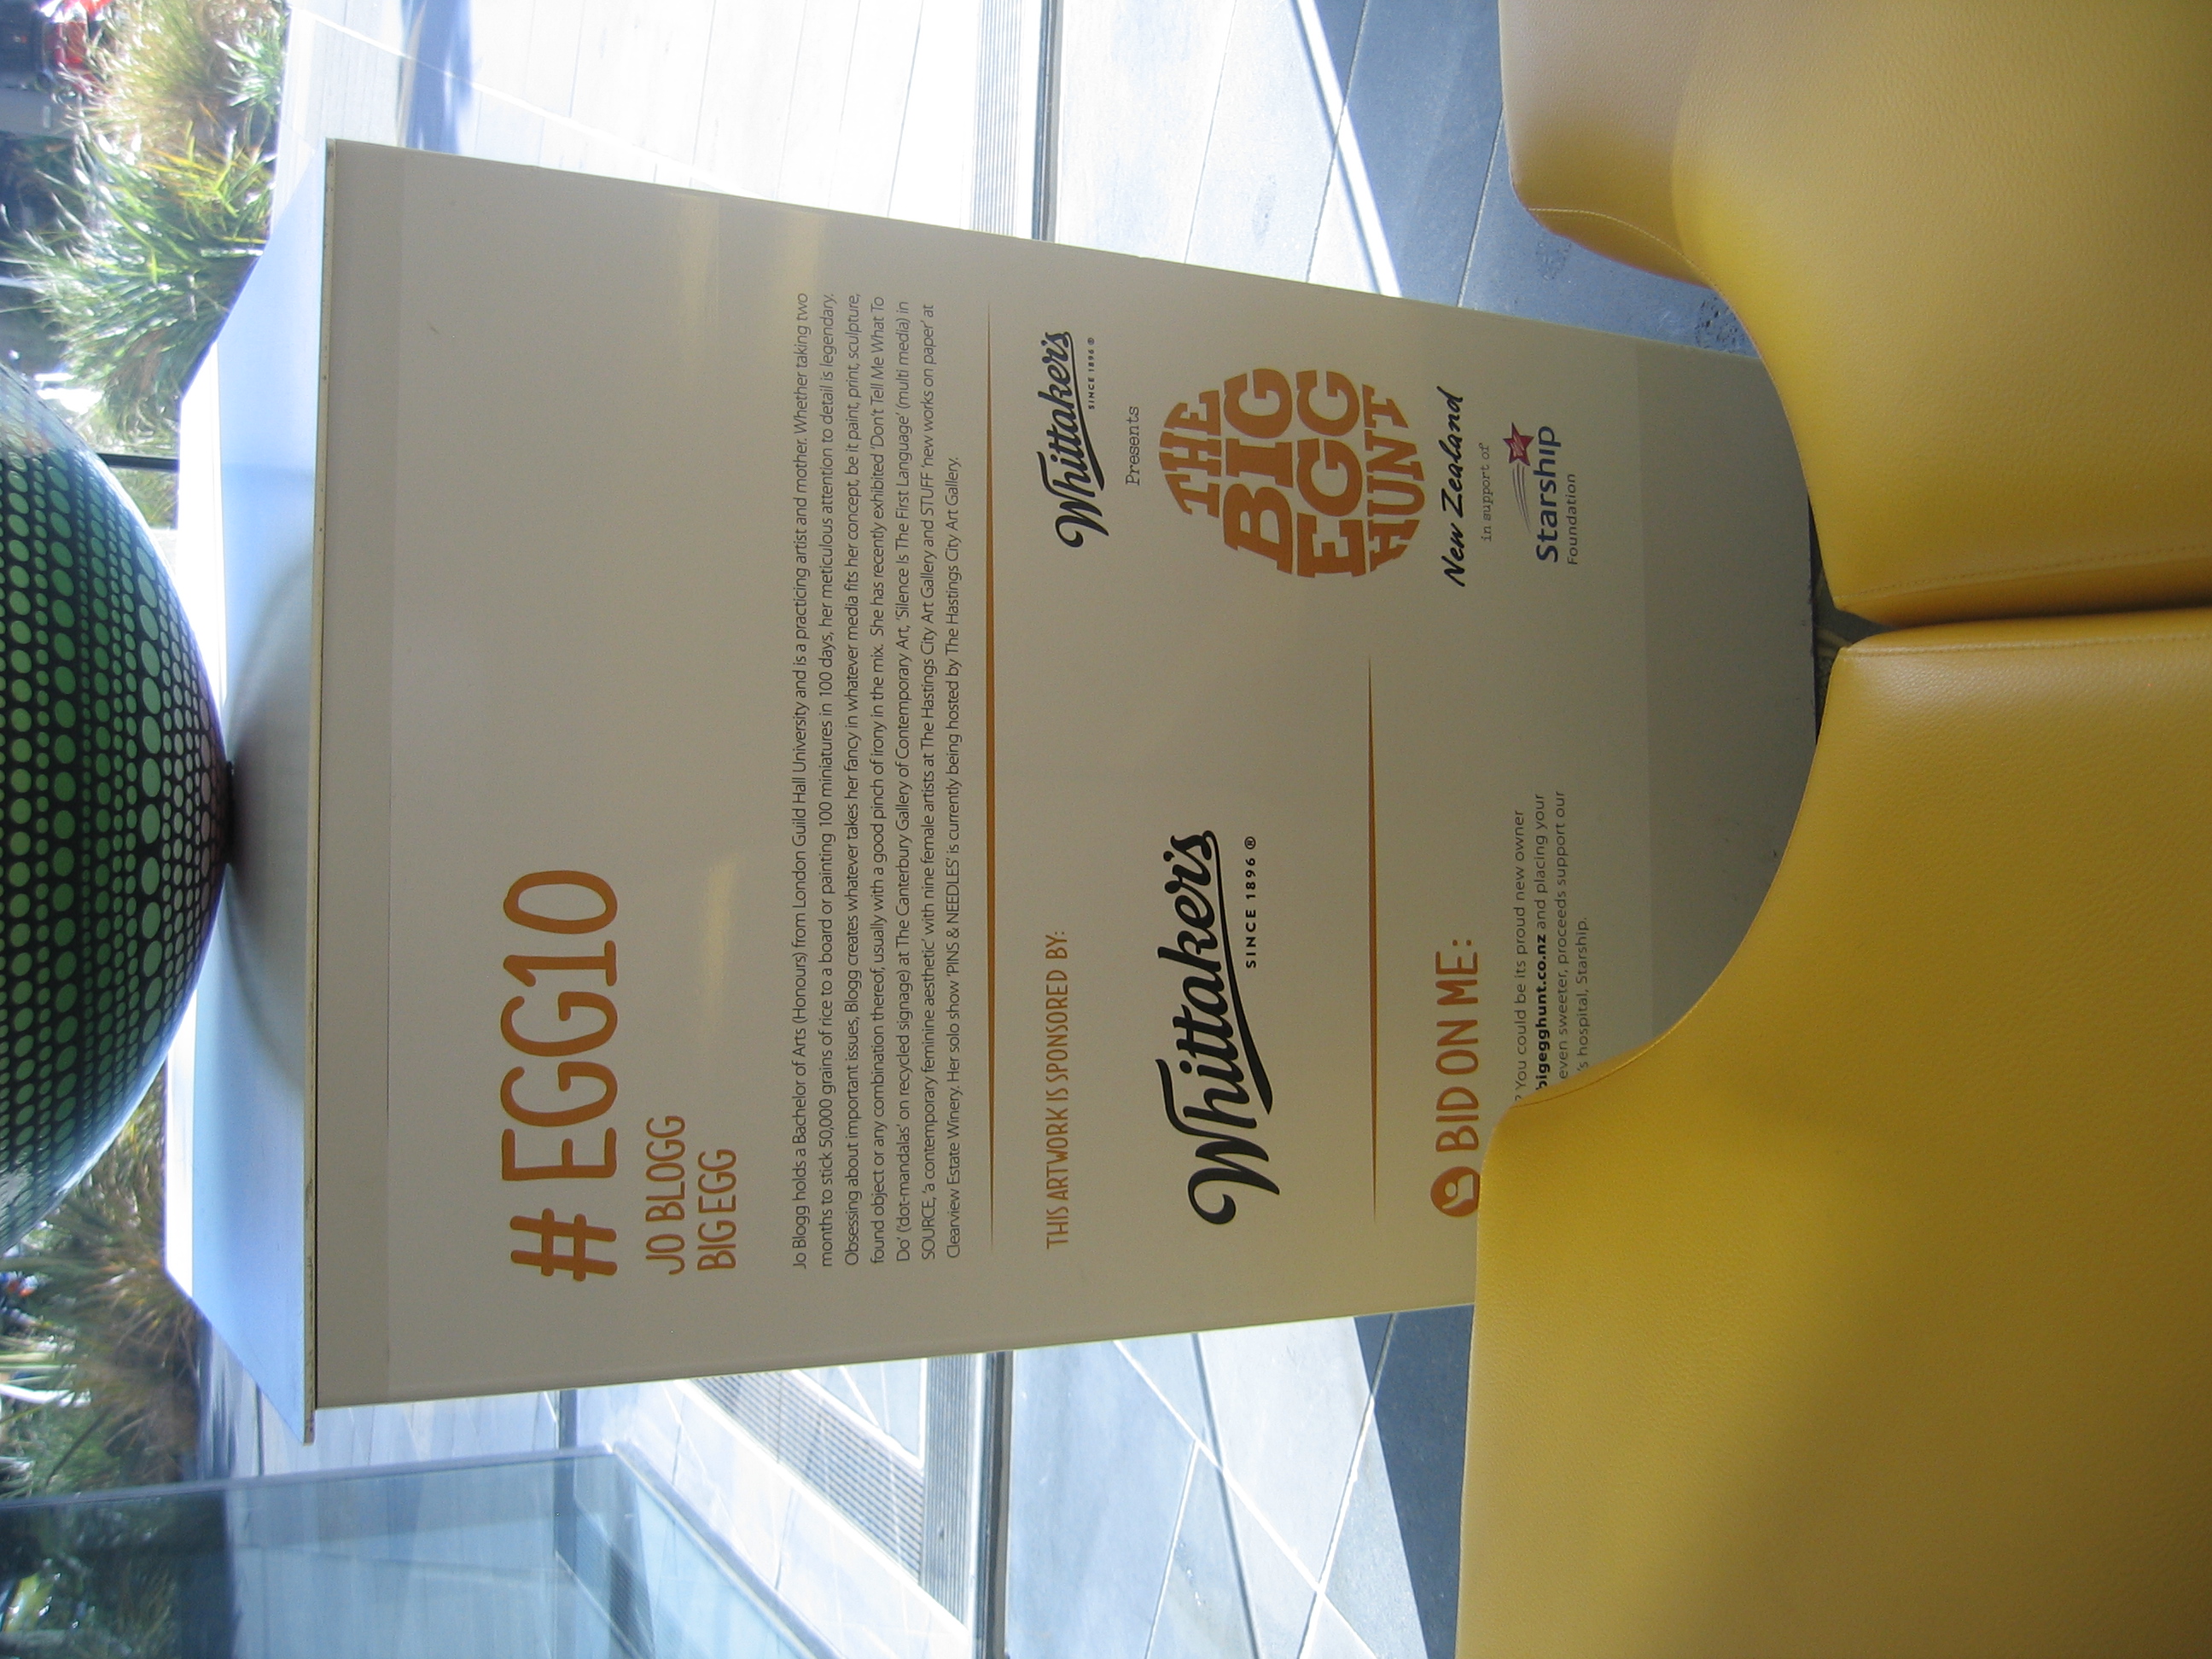 #EGG10
JO BLOGG
BIG EGG
Jo Blogg holds a Bachelor of Arts (Honours) from London Guild Hall University and is a practicing artist and mother. Whether taking two
months to stick 50,000 grains of rice to a board or painting 100 miniatures in 100 days, her meticulous attention to detail is legendary.
Obsessing about important issues, Blogg creates whatever takes her fancy in whatever media fits her concept, be it paint, print, sculpture,
found object or any combination thereof, usually with a good pinch of irony in the mix. She has recently exhibited 'Don't Tell Me What To
Do' ('dot-mandalas' on recycled signage) at The Canterbury Gallery of Contemporary Art, 'Silence Is The First Language' (multi media) in
SOURCE, 'a contemporary feminine aesthetic' with nine female artists at The Hastings City Art Gallery and STUFF 'new works on paper' at
Clearview Estate Winery. Her solo show 'PINS & NEEDLES' is currently being hosted by The Hastings City Art Gallery.
THIS ARTWORK IS SPONSORED BY:
Whittaker's
SINCE 1896 ®
BID ON ME:
? You could be its proud new owner
bigegghunt.co.nz and placing your
even sweeter, proceeds support our
's hospital, Starship.
Whittaker's
SINCE 1896 ®
Presents
THE
BIG
EGG
HUNT
New Zealand
in support of
Starship
Foundation